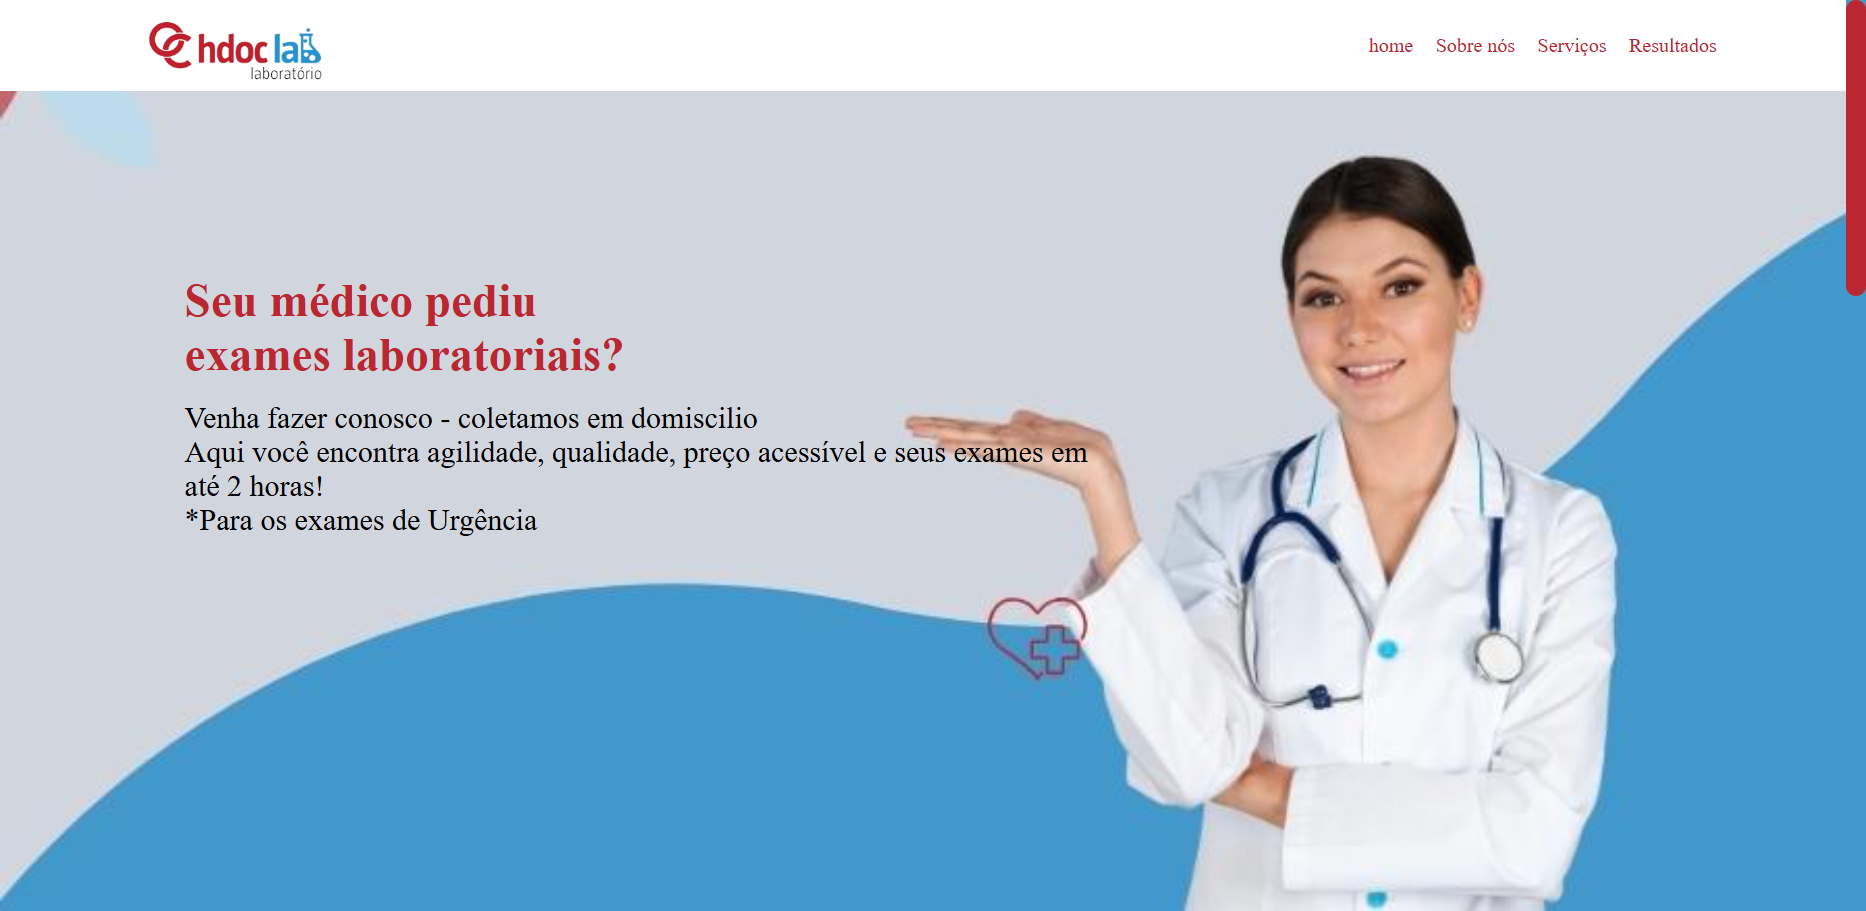 hdoc lab
laboratório
home Sobre nós Serviços Resultados
Seu médico pediu
exames laboratoriais?
Venha fazer conosco - coletamos em domiscilio
Aqui você encontra agilidade, qualidade, preço acessível e seus exames em
até 2 horas!
*Para os exames de Urgência